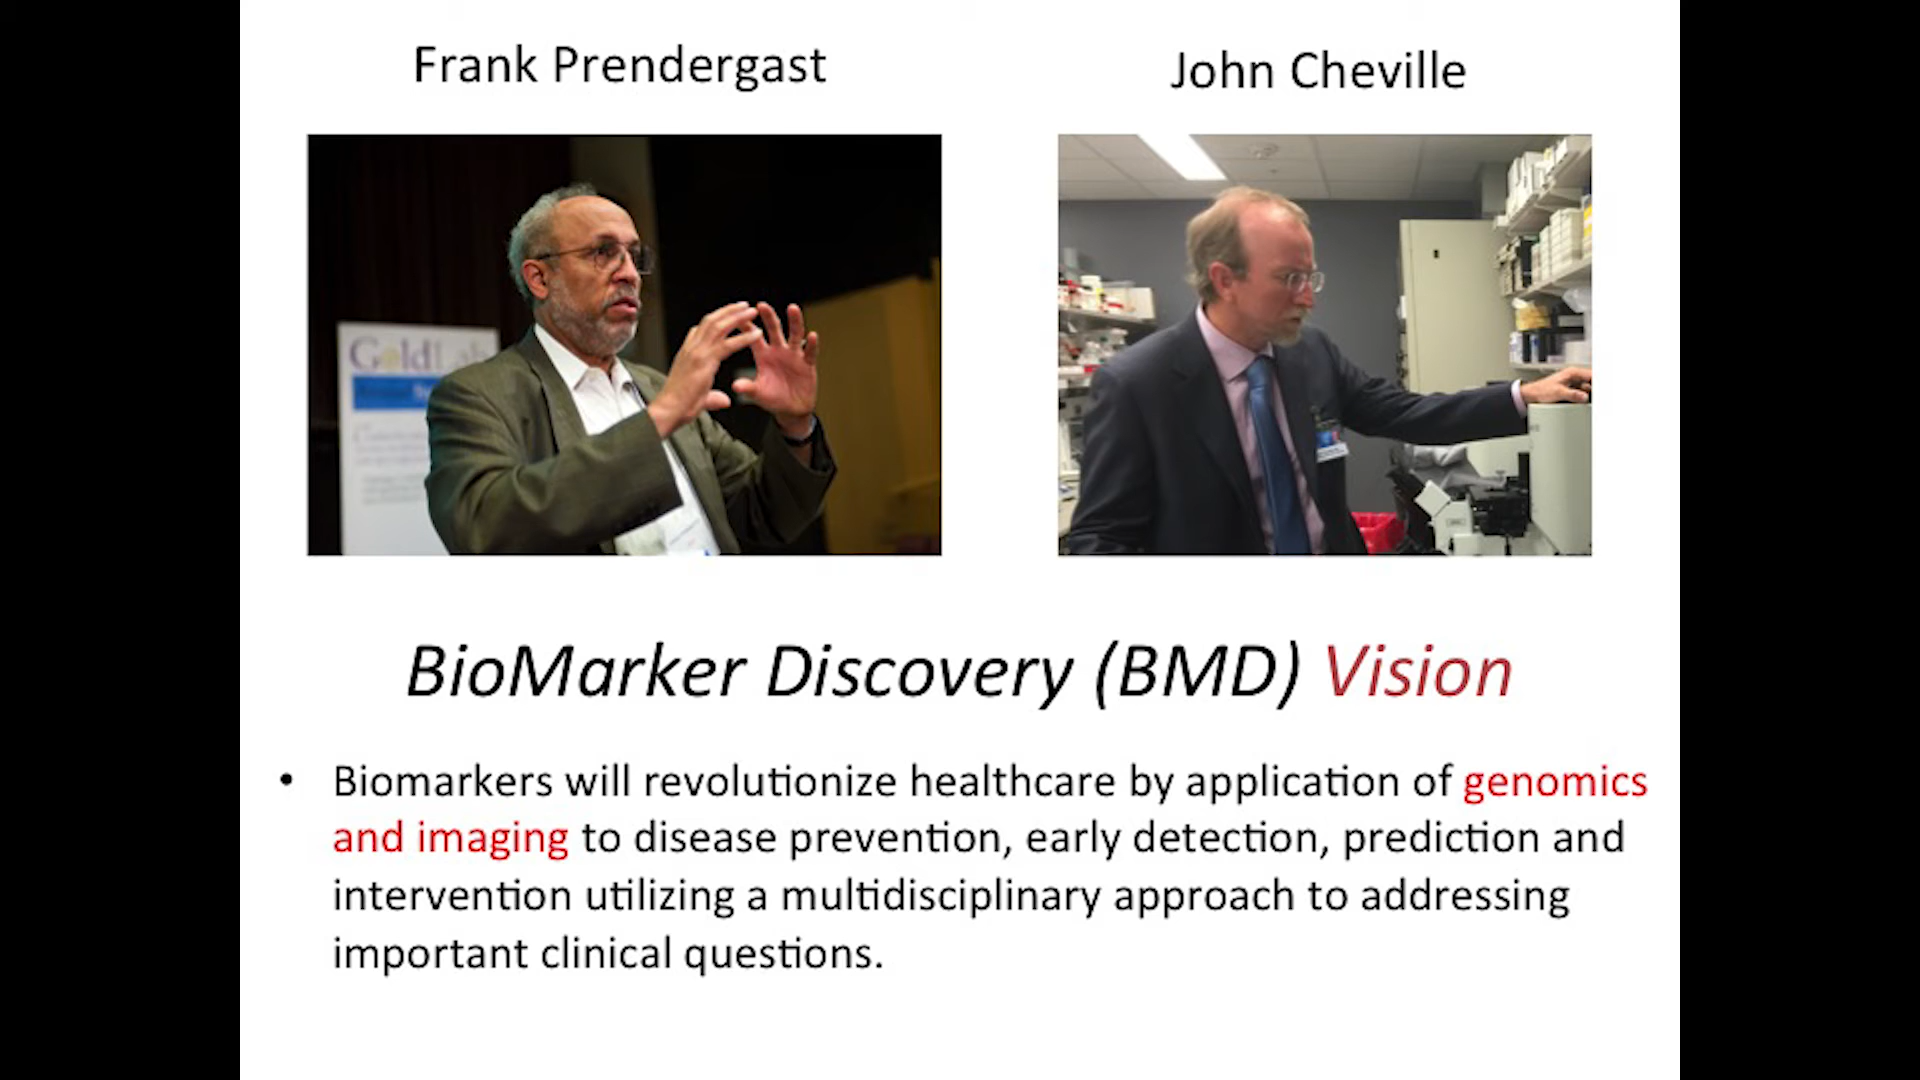 Frank Prendergast
John Cheville
GoldLab
BioMarker Discovery (BMD) Vision
• Biomarkers will revolutionize healthcare by application of genomics
and imaging to disease prevention, early detection, prediction and
intervention utilizing a multidisciplinary approach to addressing
important clinical questions.